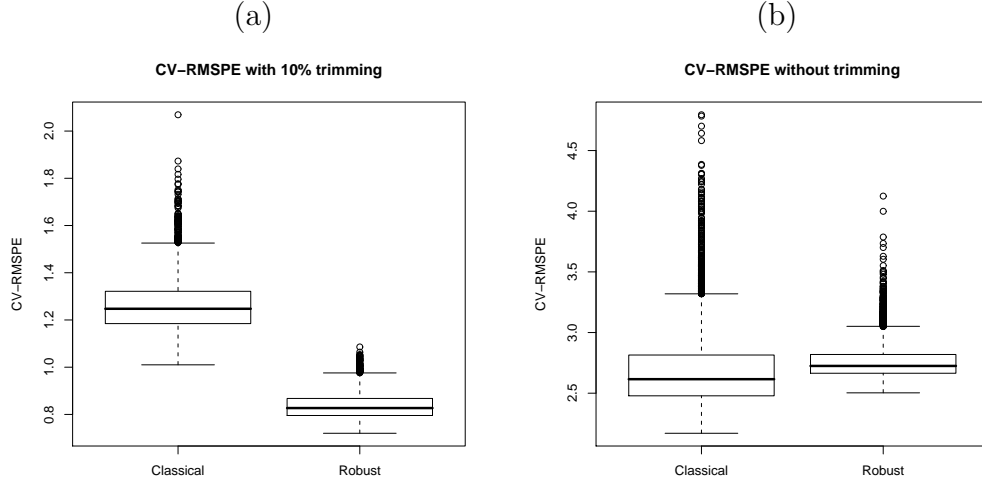 (a)
CV−RMSPE with 10% trimming
CV−RMSPE
2.0
1.8
1.6
1.4
1.2
1.0
0.8
Classical
Robust
(b)
CV−RMSPE without trimming
CV−RMSPE
4.5
4.0
3.5
3.0
2.5
Classical
Robust